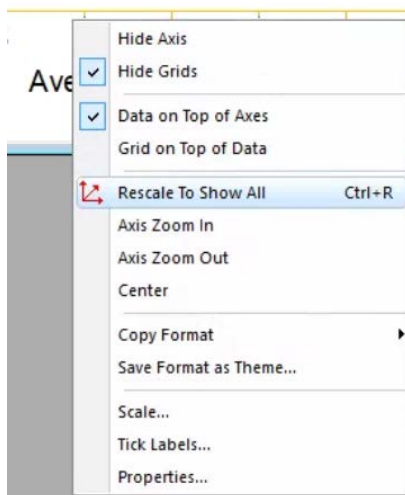 Hide Axis
Ave
Hide Grids
Data on Top of Axes
Grid on Top of Data
Rescale To Show All Ctrl+R
Axis Zoom In
Axis Zoom Out
Center
Copy Format
Save Format as Theme...
Scale...
Tick Labels...
Properties...